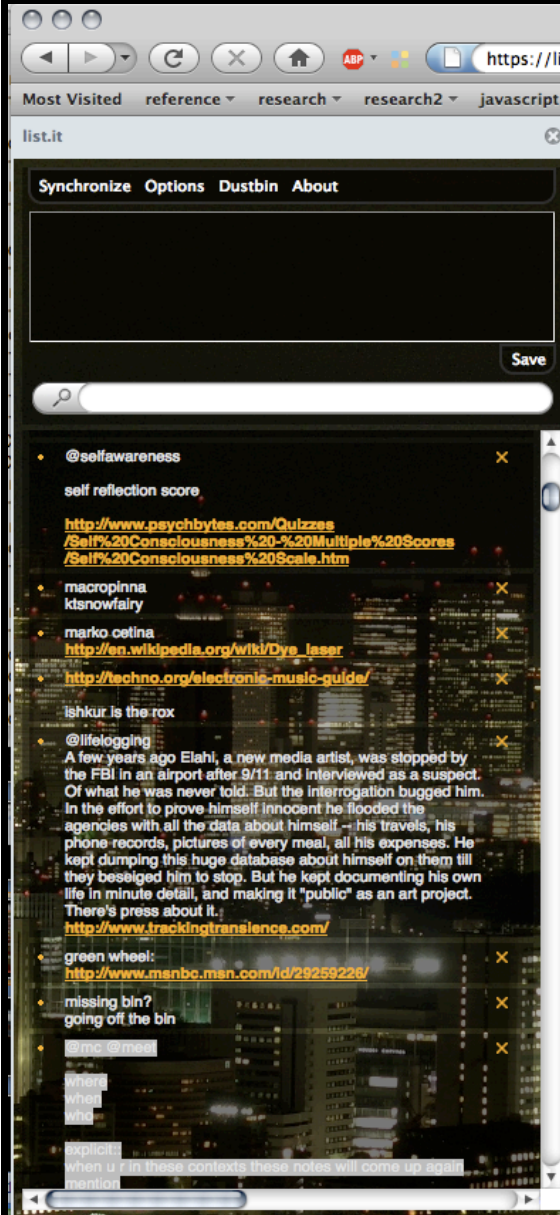 ABP
https://li
Most Visited reference research research2 javascript
list.it
Synchronize Options Dustbin About
Save
@selfawareness
self reflection score
http://www.psychbytes.com/Quizzes
/Self%20Consciousness%20-%20Multiple%20Scores
/Self%20Consciousness%20Scale.htm
macropinna
ktsnowfairy
marko cetina
http://en.wikipedia.org/wiki/Dye_laser
http://techno.org/electronic-music-guide/
ishkur is the rox
@lifelogging
A few years ago Elahi, a new media artist, was stopped by
the FBI in an airport after 9/11 and interviewed as a suspect.
Of what he was never told. But the interrogation bugged him.
In the effort to prove himself innocent he flooded the
agencies with all the data about himself -- his travels, his
phone records, pictures of every meal, all his expenses. He
kept dumping this huge database about himself on them till
they beseiged him to stop. But he kept documenting his own
life in minute detail, and making it "public" as an art project.
There's press about it.
http://www.trackingtransience.com/
green wheel:
http://www.msnbc.msn.com/id/29259226/
missing bin?
going off the bin
@mc @meet
where
when
who
explicit::
when u r in these contexts these notes will come up again
mention